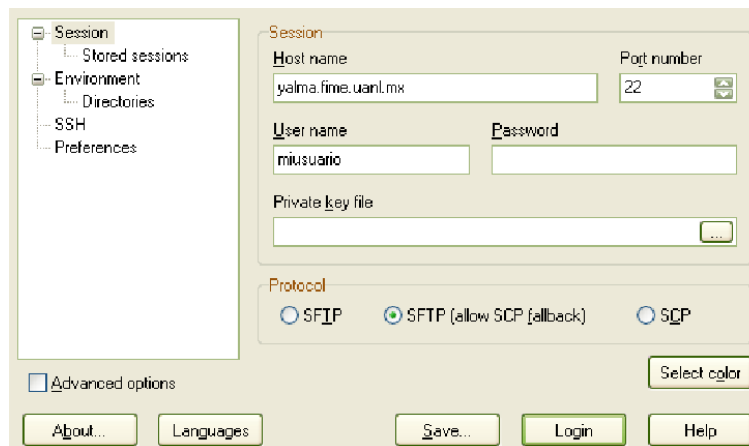 Session
Stored sessions
Environment
Directories
SSH
Preferences
Session
Host name
Port number
yalma.fime.uanl.mx
22
User name
Password
miusuario
Private key file
...
Protocol
SFTP
SFTP (allow SCP fallback)
SCP
Select color
Advanced options
About...
Languages
Save...
Login
Help